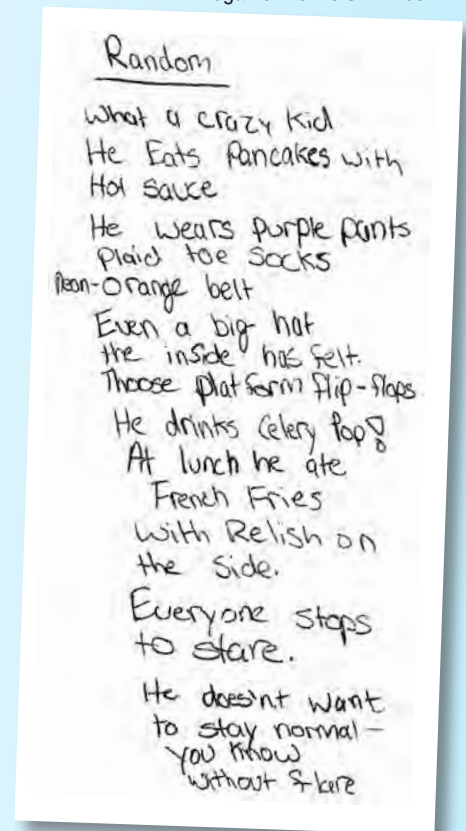 Random
What a crazy Kid
He Eats Pancakes with
Hot sauce
He wears purple pants
Plaid toe Socks
Neon-Orange belt
Even a big hat
the inside has felt.
Thoose platform flip-flops
He drinks Celery Pop!
At lunch he ate
French Fries
With Relish on
the Side.
Everyone stops
to stare.
He does'nt want
to stay normal-
you know
without flare